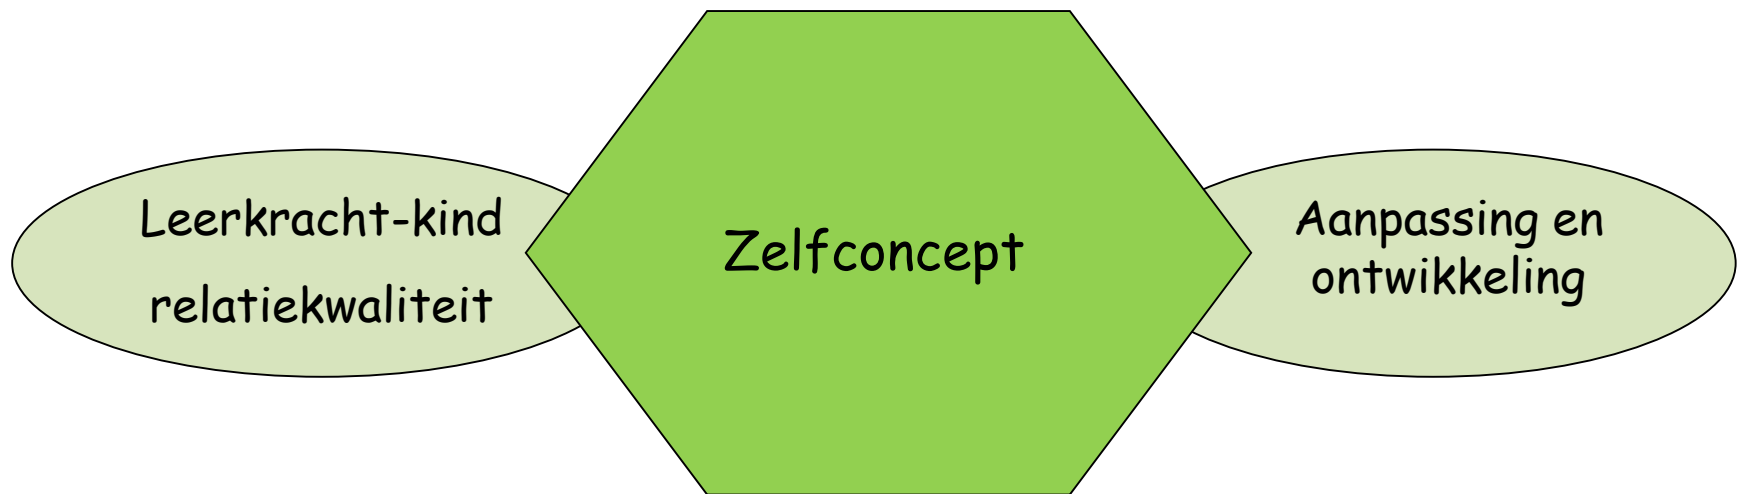 Leerkracht-kind
relatiekwaliteit
Zelfconcept
Aanpassing en
ontwikkeling